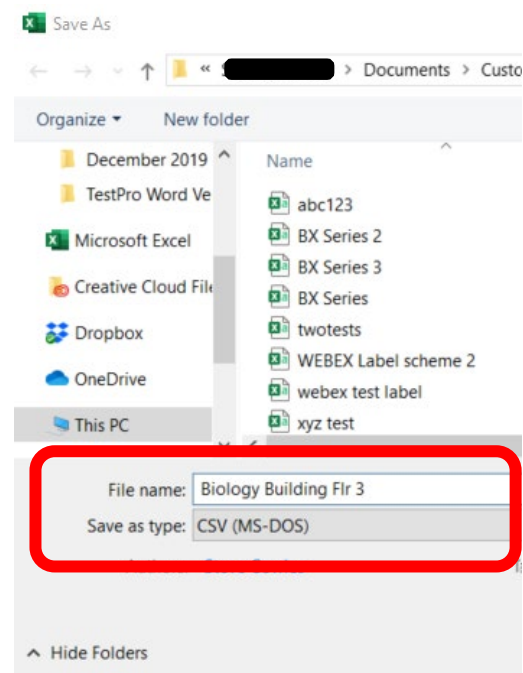 Save As
Documents > Custo
Organize New folder
December 2019
TestPro Word Ve
Microsoft Excel
Creative Cloud File
Dropbox
OneDrive
This PC
Name
abc123
BX Series 2
BX Series 3
BX Series
twotests
WEBEX Label scheme 2
webex test label
xyz test
File name: Biology Building Flr 3
Save as type: CSV (MS-DOS)
Hide Folders